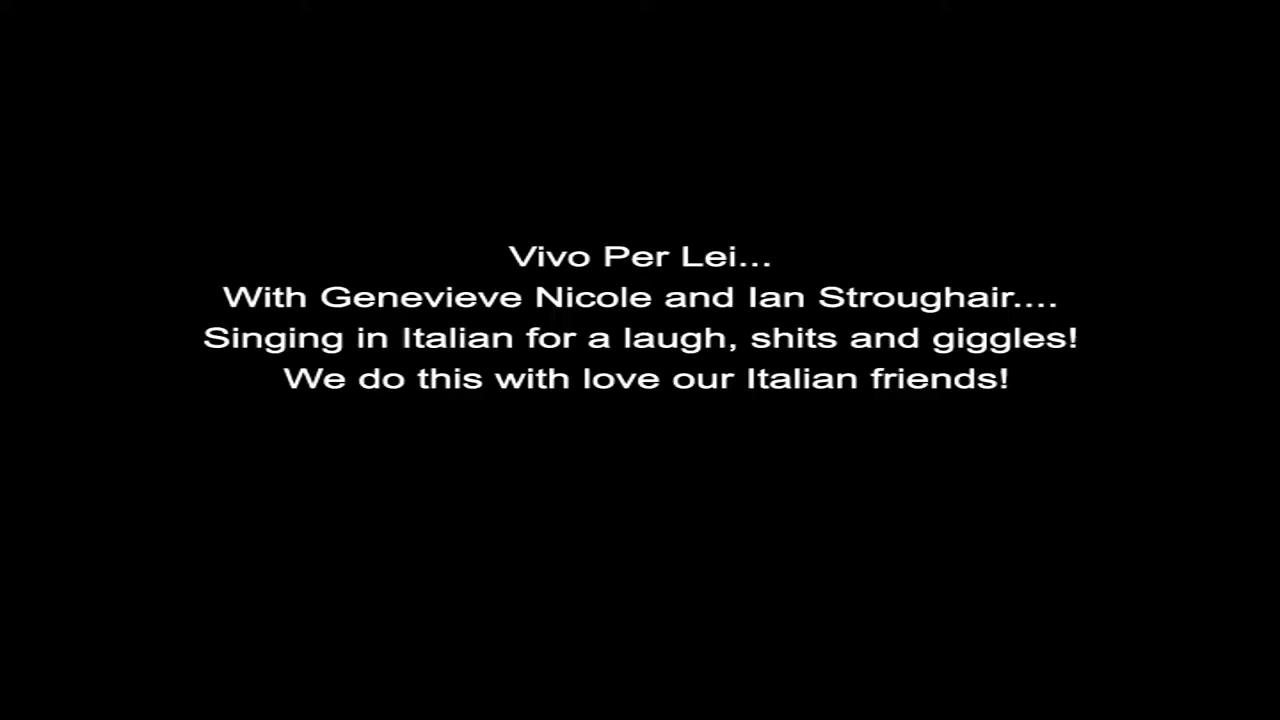 Vivo Per Lei...
With Genevieve Nicole and Ian Stroughair....
Singing in Italian for a laugh, shits and giggles!
We do this with love our Italian friends!